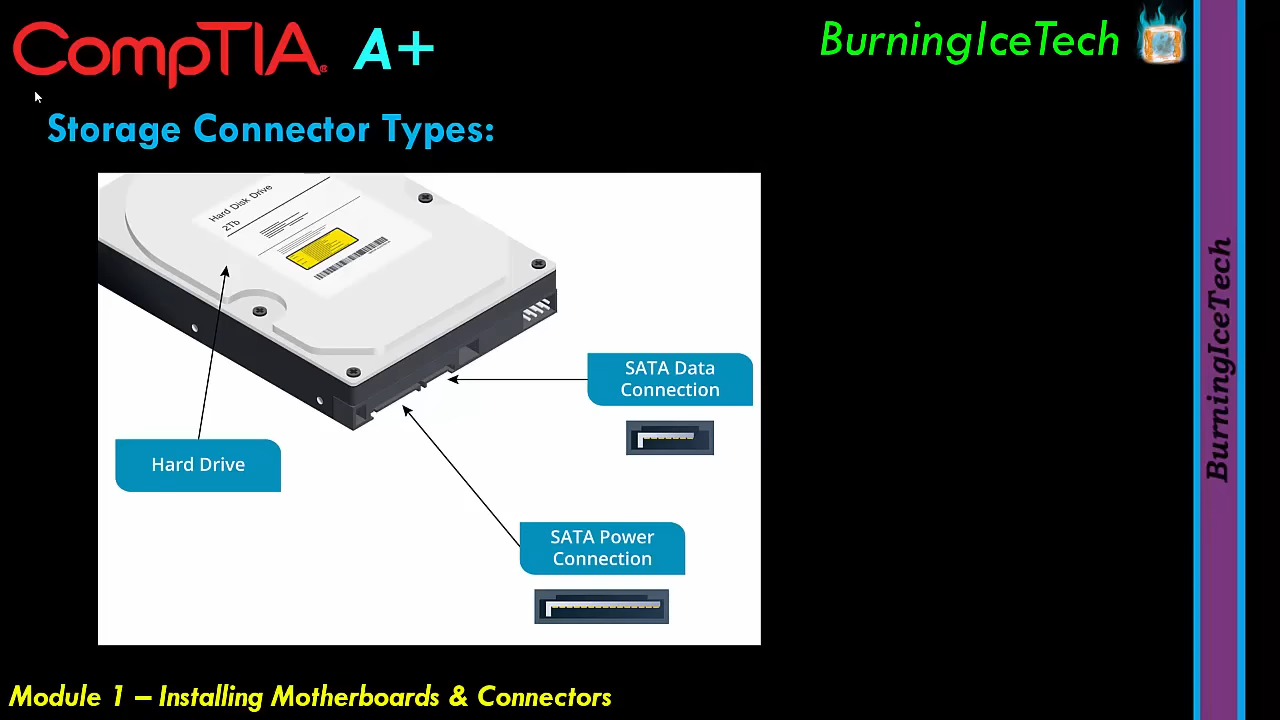 CompTIA® A+
BurningIceTech
Storage Connector Types:
Hard Disk Drive
2Tb
SATA Data
Connection
Hard Drive
SATA Power
Connection
BurningIceTech
Module 1 – Installing Motherboards & Connectors